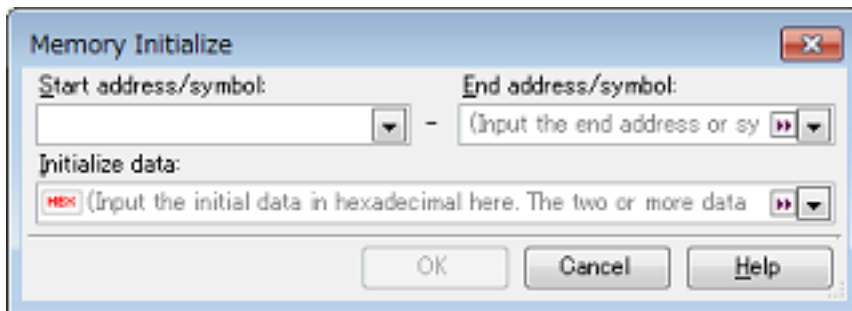 Memory Initialize
Start address/symbol: End address/symbol:
- (Input the end address or sy
Initialize data:
HEX (Input the initial data in hexadecimal here. The two or more data
OK Cancel Help